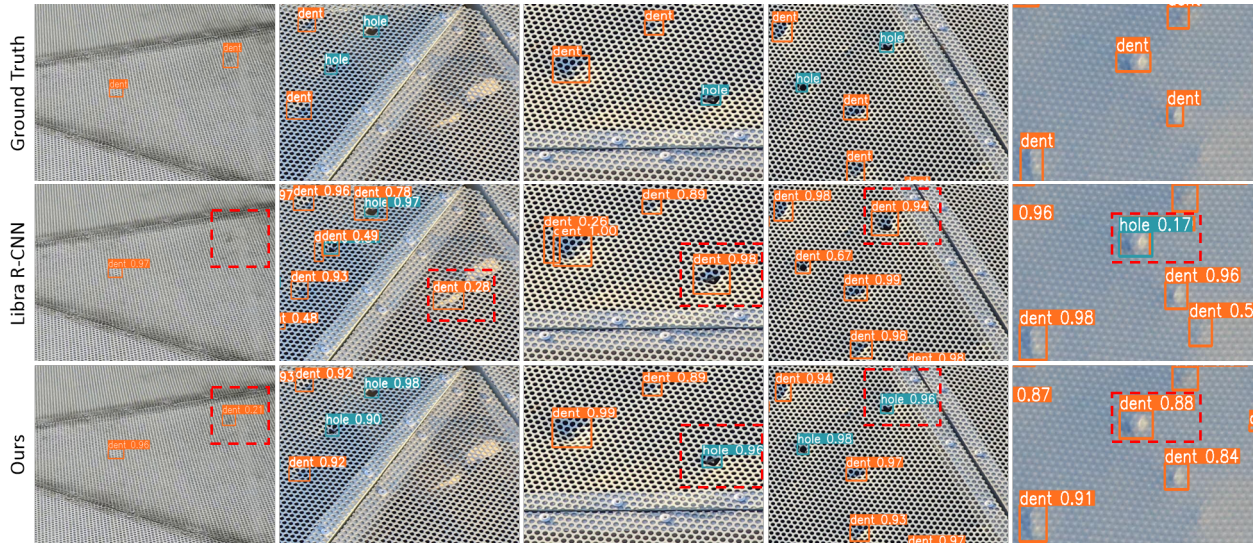 Ground Truth
dent
dent
dent
hole
hole
dent
dent
dent
hole
dent
hole
hole
dent
dent
dent
dent
dent
Libra R-CNN
dent 0.97
dent 0.96
dent 0.78
hole 0.97
dent 0.49
dent 0.93
dent 0.28
0.48
dent 0.89
dent 0.26
dent 1.00
dent 0.98
dent 0.98
dent 0.94
dent 0.67
dent 0.99
dent 0.98
dent 0.98
0.96
hole 0.17
dent 0.96
dent 0.5
dent 0.98
Ours
dent 0.21
dent 0.96
dent 0.92
hole 0.98
hole 0.90
dent 0.92
dent 0.89
dent 0.99
hole 0.96
dent 0.94
hole 0.96
hole 0.98
dent 0.97
dent 0.93
dent 0.97
0.87
dent 0.88
dent 0.84
dent 0.91